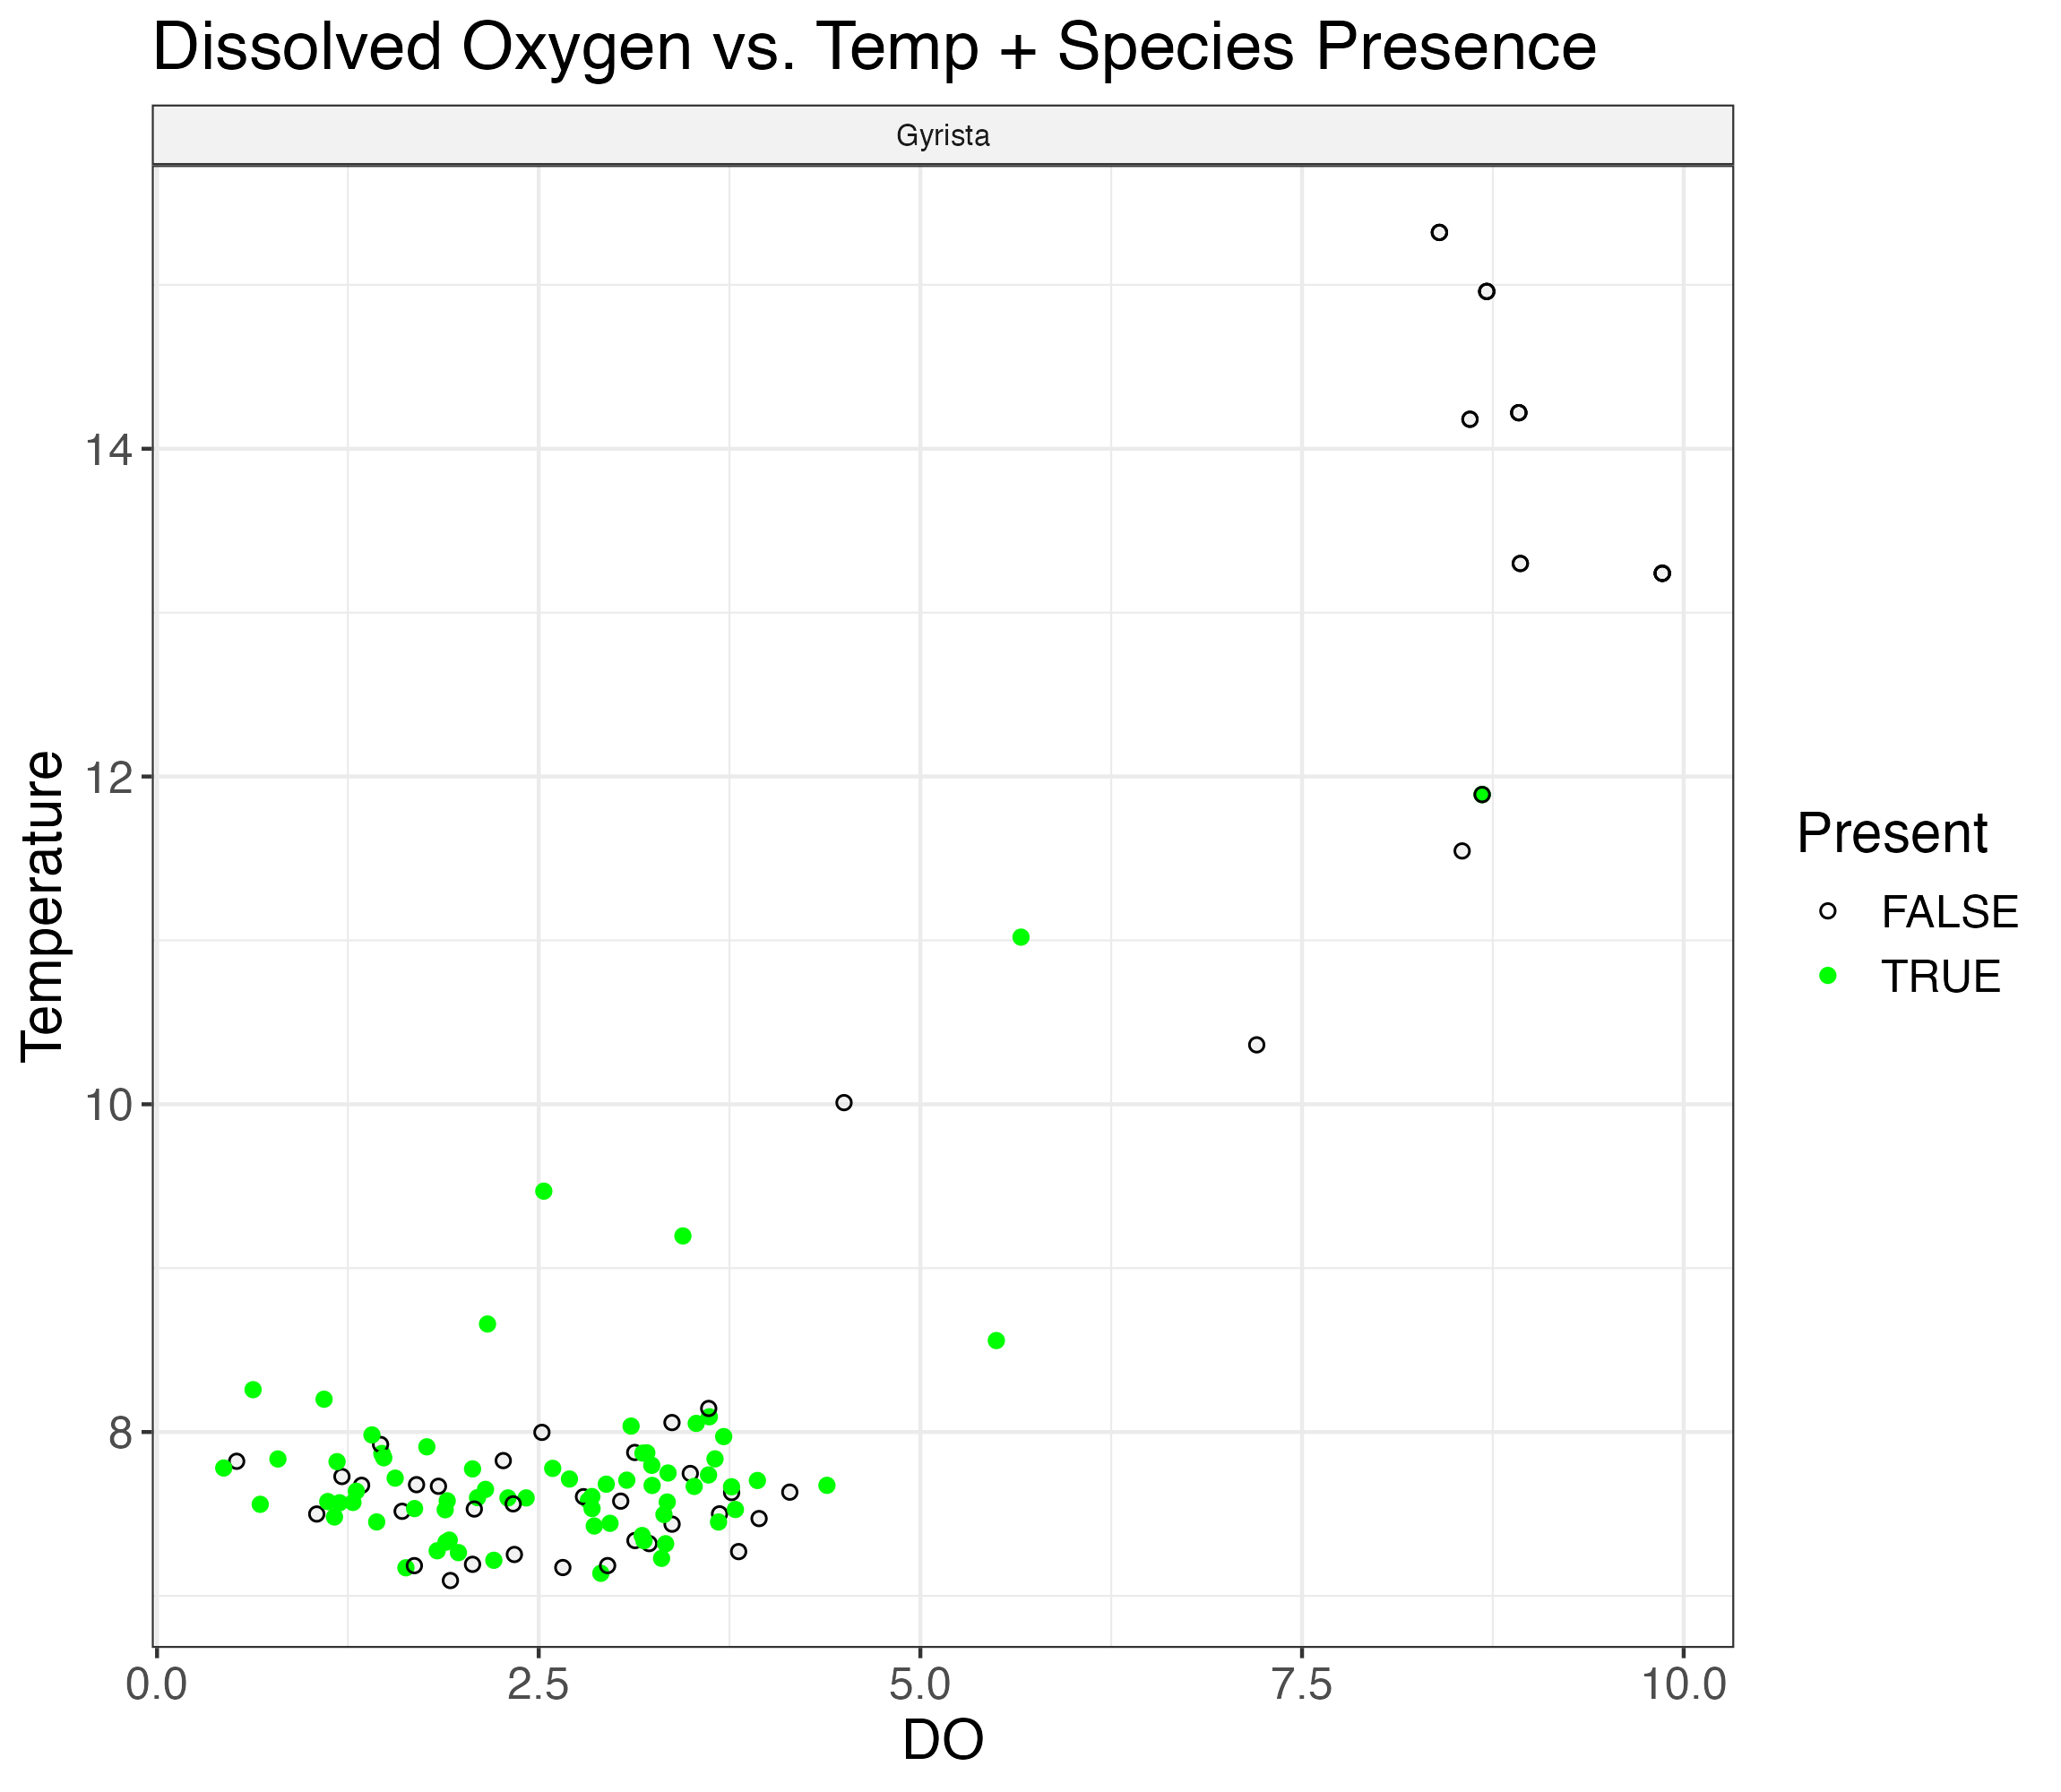 Dissolved Oxygen vs. Temp + Species Presence
Gyrista
14
12
10
8
Temperature
0.0 2.5 5.0 7.5 10.0
DO
Present
FALSE
TRUE